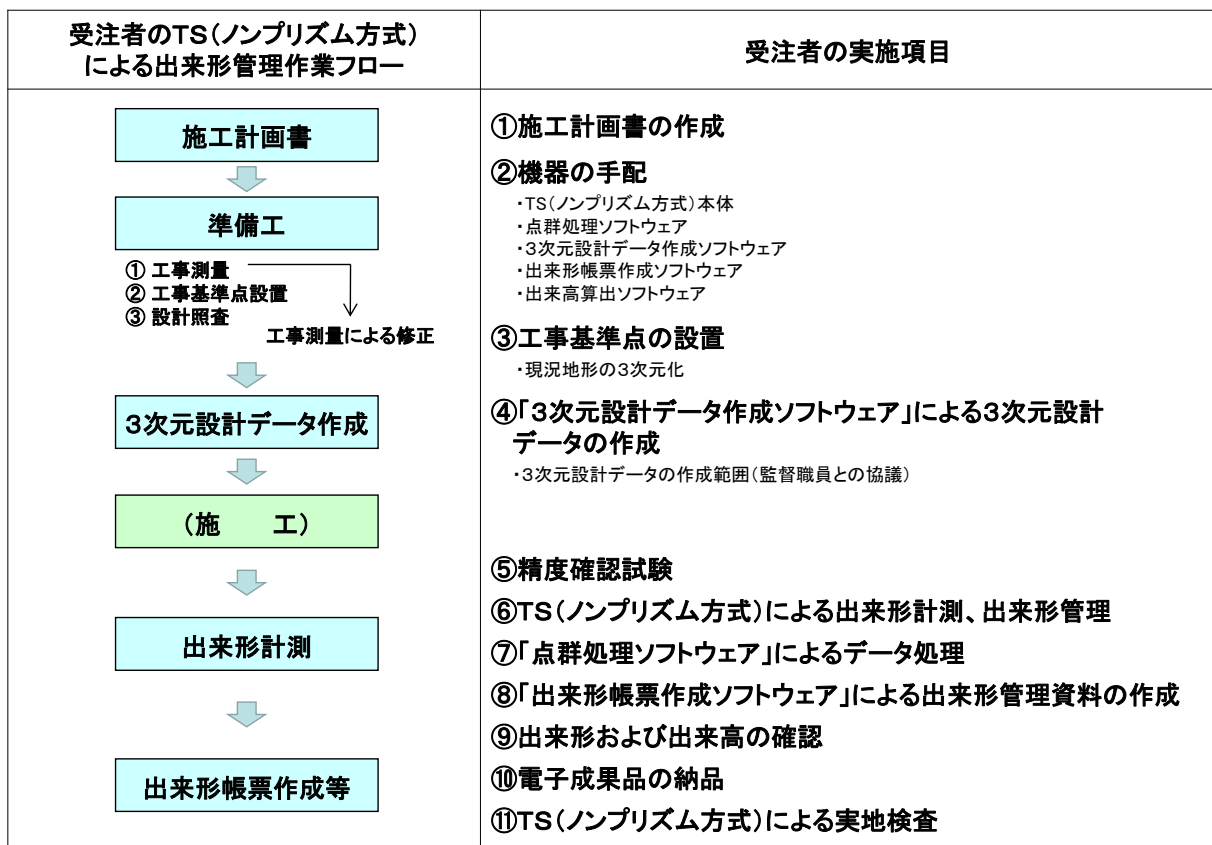 受注者のTS(ノンプリズム方式)
による出来形管理作業フロー
受注者の実施項目
施工計画書
準備工
① 工事測量
② 工事基準点設置
③ 設計照査
工事測量による修正
3次元設計データ作成
(施 工)
出来形計測
出来形帳票作成等
①施工計画書の作成
②機器の手配
・TS(ノンプリズム方式)本体
・点群処理ソフトウェア
・3次元設計データ作成ソフトウェア
・出来形帳票作成ソフトウェア
・出来高算出ソフトウェア
③工事基準点の設置
・現況地形の3次元化
④「3次元設計データ作成ソフトウェア」による3次元設計
データの作成
・3次元設計データの作成範囲(監督職員との協議)
⑤精度確認試験
⑥TS(ノンプリズム方式)による出来形計測、出来形管理
⑦「点群処理ソフトウェア」によるデータ処理
⑧「出来形帳票作成ソフトウェア」による出来形管理資料の作成
⑨出来形および出来高の確認
⑩電子成果品の納品
⑪TS(ノンプリズム方式)による実地検査